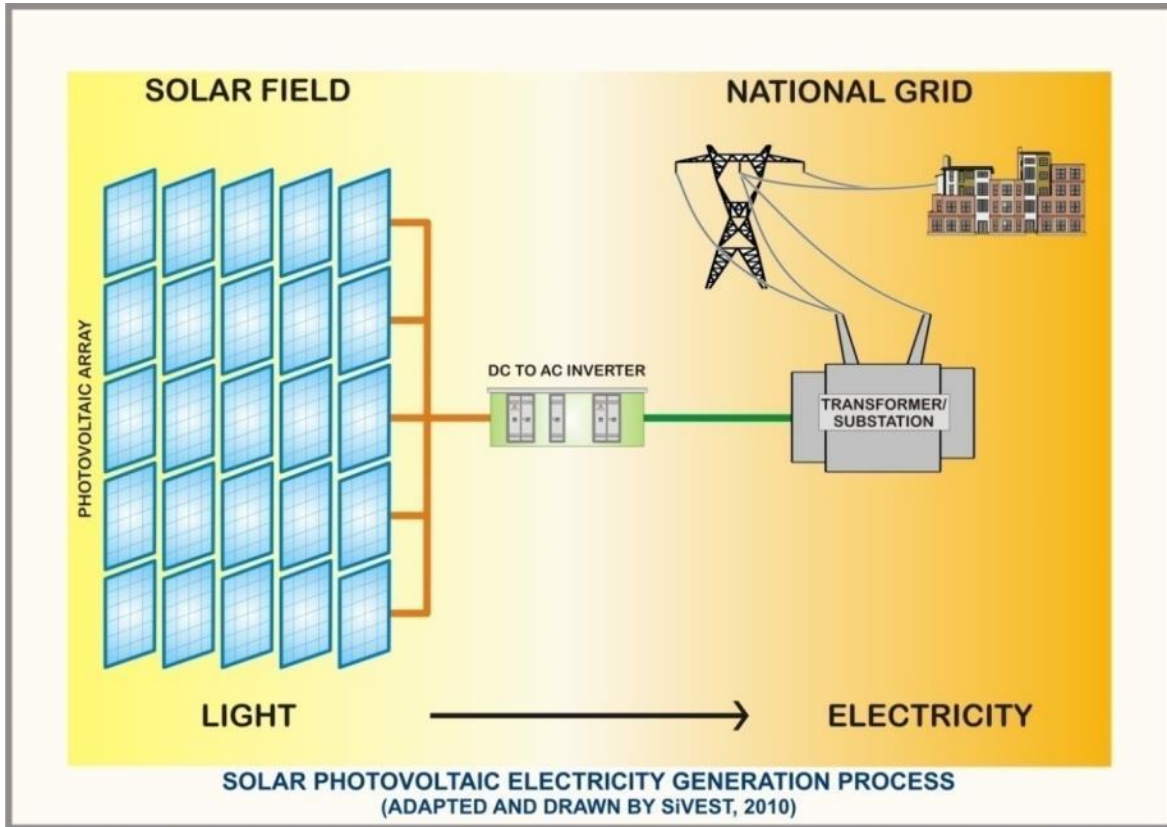 SOLAR FIELD
NATIONAL GRID
PHOTOVOLTAIC ARRAY
DC TO AC INVERTER
TRANSFORMER/
SUBSTATION
LIGHT
ELECTRICITY
SOLAR PHOTOVOLTAIC ELECTRICITY GENERATION PROCESS
(ADAPTED AND DRAWN BY SiVEST, 2010)